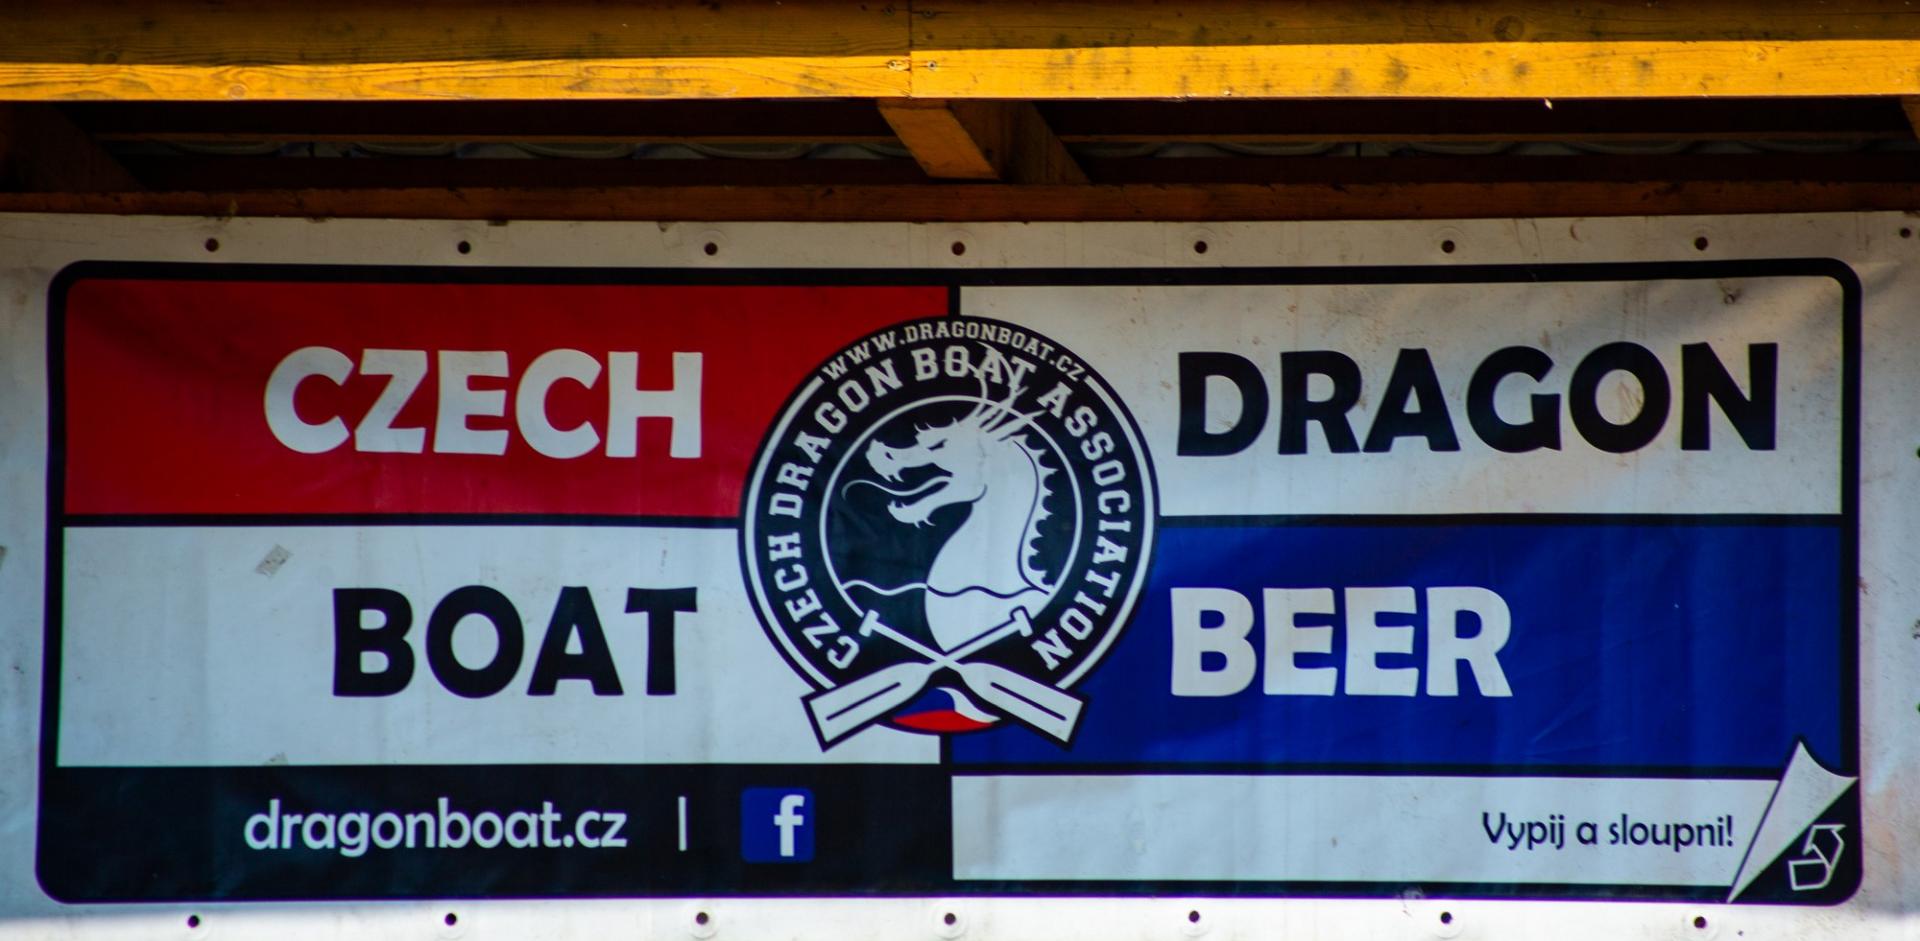 CZECH DRAGON
WWW.DRAGONBOAT.CZ
CZECH DRAGON BOAT ASSOCIATION
BOAT BEER
dragonboat.cz | f
Vypij a sloupni!